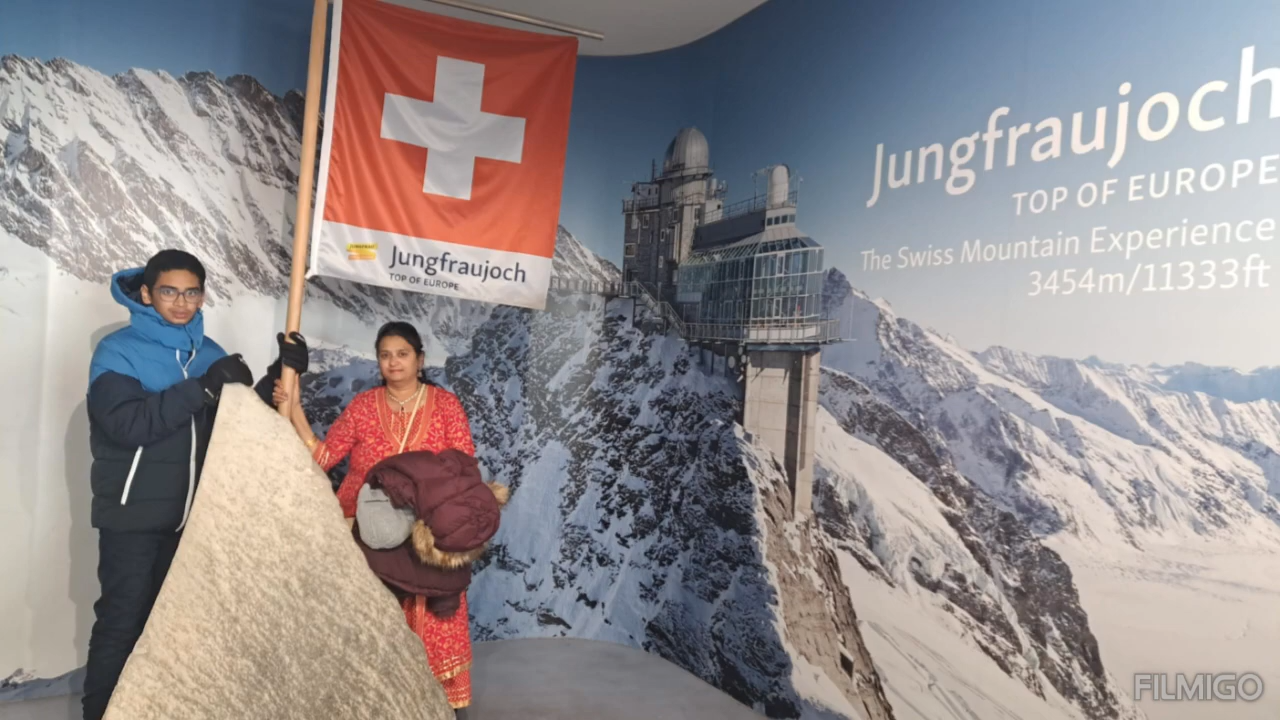 Jungfraujoch
TOP OF EUROPE
Jungfraujoch
TOP OF EUROPE
The Swiss Mountain Experience
3454m/11333ft
FILMIGO